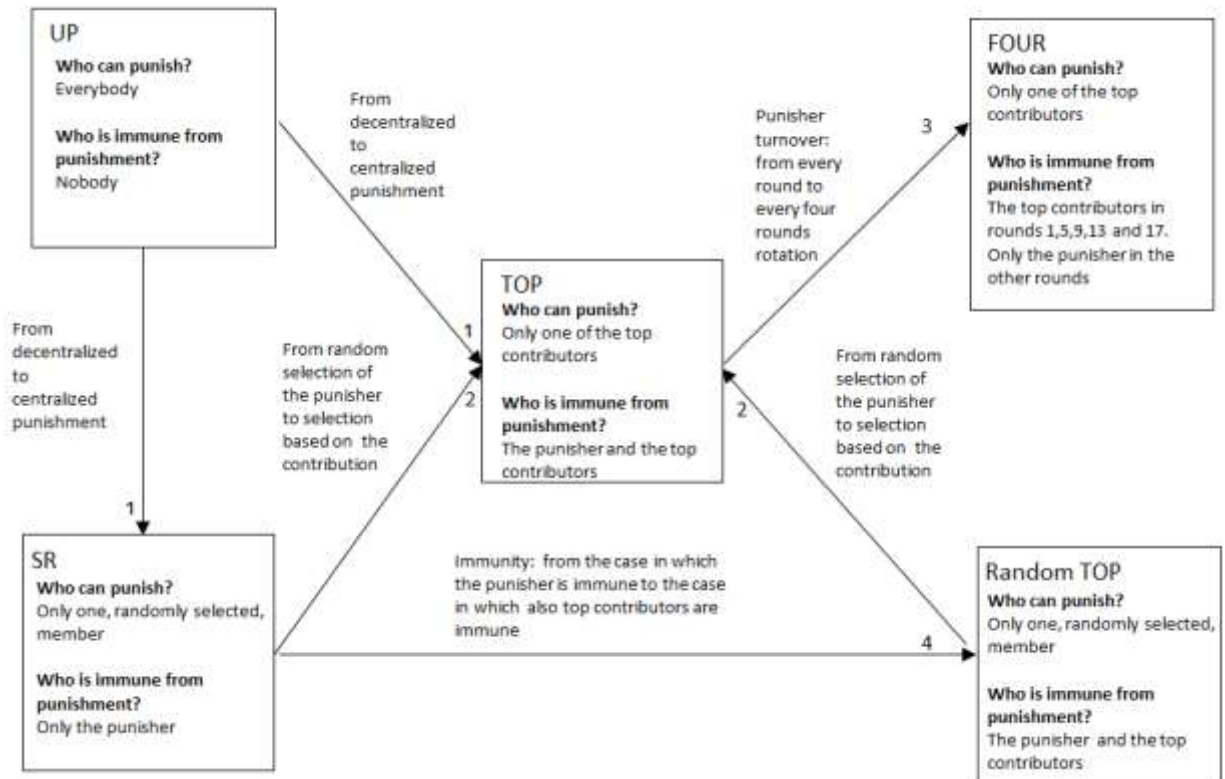 UP
Who can punish?
Everybody
Who is immune from
punishment?
Nobody
From
decentralized
to
centralized
punishment
Punisher
turnover:
from every
round to
every four
rounds
rotation
3
FOUR
Who can punish?
Only one of the top
contributors
Who is immune from
punishment?
The top contributors in
rounds 1,5,9,13 and 17.
Only the punisher in the
other rounds
From
decentralized
to
centralized
punishment
1
From random
selection of
the punisher
to selection
based on the
contribution
1
2
TOP
Who can punish?
Only one of the top
contributors
Who is immune from
punishment?
The punisher and the top
contributors
2
From random
selection of
the punisher
to selection
based on the
contribution
SR
Who can punish?
Only one, randomly selected,
member
Who is immune from
punishment?
Only the punisher
Immunity: from the case in which
the punisher is immune to the case
in which also top contributors are
immune
4
Random TOP
Who can punish?
Only one, randomly selected,
member
Who is immune from
punishment?
The punisher and the top
contributors